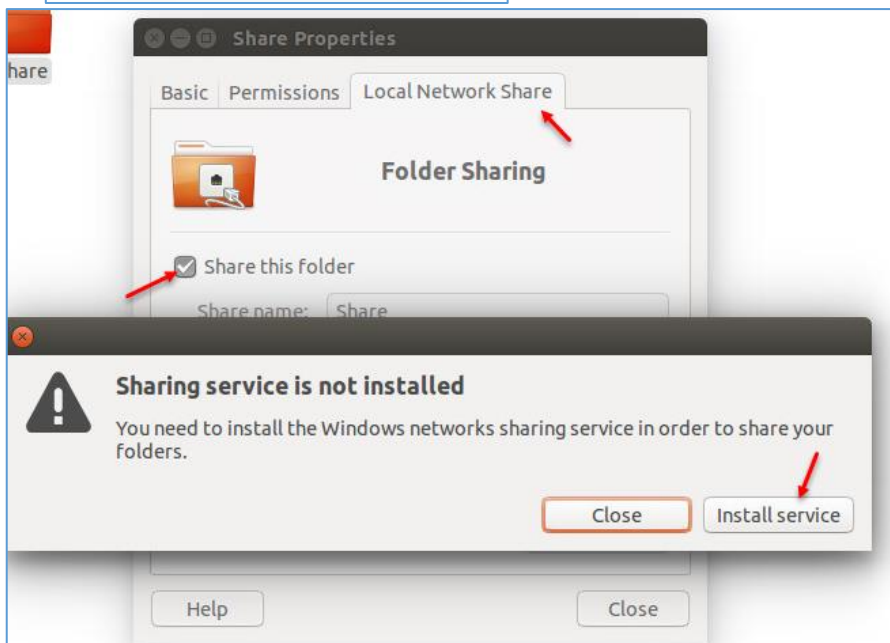 hare
Share Properties
Basic Permissions Local Network Share
Folder Sharing
Share this folder
Share name: Share
Sharing service is not installed
You need to install the Windows networks sharing service in order to share your
folders.
Close Install service
Help Close